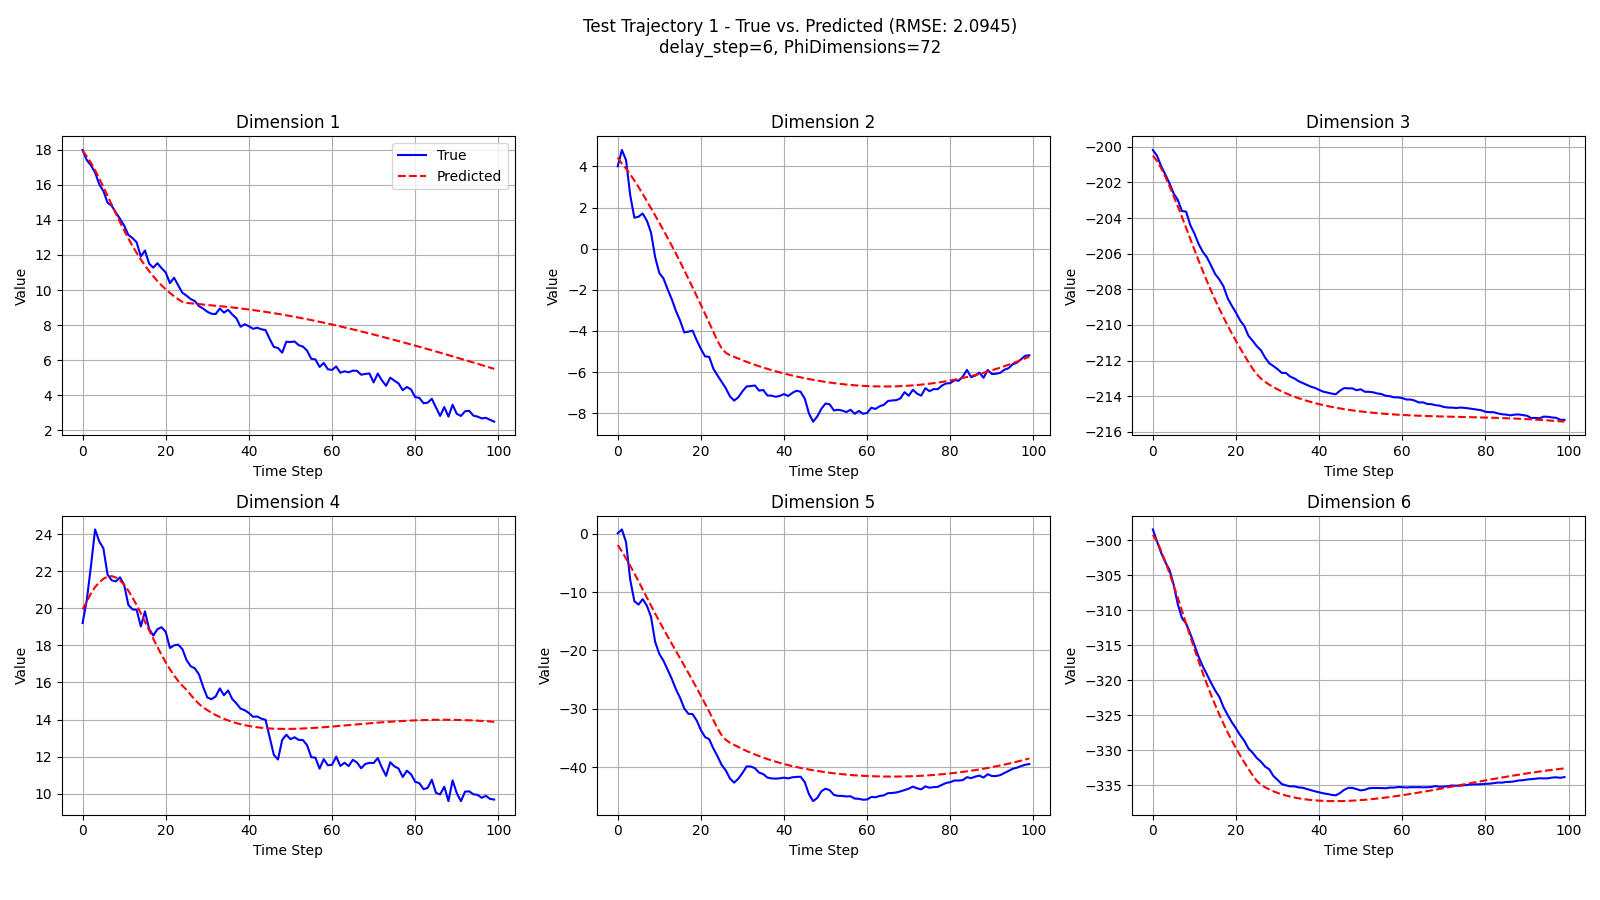 Test Trajectory 1 - True vs. Predicted (RMSE: 2.0945)
delay_step=6, PhiDimensions=72
Dimension 1
True
Predicted
Value
18
16
14
12
10
8
6
4
2
0 20 40 60 80 100
Time Step
Dimension 2
Value
4
2
0
−2
−4
−6
−8
0 20 40 60 80 100
Time Step
Dimension 3
Value
−200
−202
−204
−206
−208
−210
−212
−214
−216
0 20 40 60 80 100
Time Step
Dimension 4
Value
24
22
20
18
16
14
12
10
0 20 40 60 80 100
Time Step
Dimension 5
Value
0
−10
−20
−30
−40
0 20 40 60 80 100
Time Step
Dimension 6
Value
−300
−305
−310
−315
−320
−325
−330
−335
0 20 40 60 80 100
Time Step